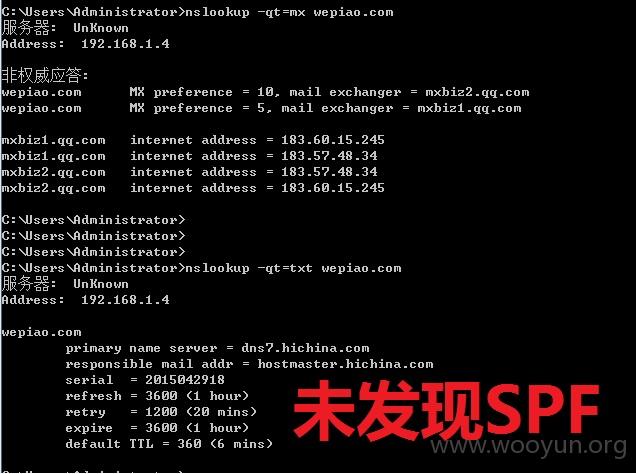 C:\Users\Administrator>nslookup -qt=mx wepiao.com
服务器:  UnKnown
Address:  192.168.1.4
非权威应答:
wepiao.com      MX preference = 10, mail exchanger = mxbiz2.qq.com
wepiao.com      MX preference = 5, mail exchanger = mxbiz1.qq.com
mxbiz1.qq.com   internet address = 183.60.15.245
mxbiz1.qq.com   internet address = 183.57.48.34
mxbiz2.qq.com   internet address = 183.57.48.34
mxbiz2.qq.com   internet address = 183.60.15.245
C:\Users\Administrator>
C:\Users\Administrator>
C:\Users\Administrator>
C:\Users\Administrator>nslookup -qt=txt wepiao.com
服务器:  UnKnown
Address:  192.168.1.4
wepiao.com
primary name server = dns7.hichina.com
responsible mail addr = hostmaster.hichina.com
serial  = 2015042918
refresh = 3600 (1 hour)
retry   = 1200 (20 mins)
expire  = 3600 (1 hour)
default TTL = 360 (6 mins)
未发现SPF
www.wooyun.org
C:\Users\Administrator>